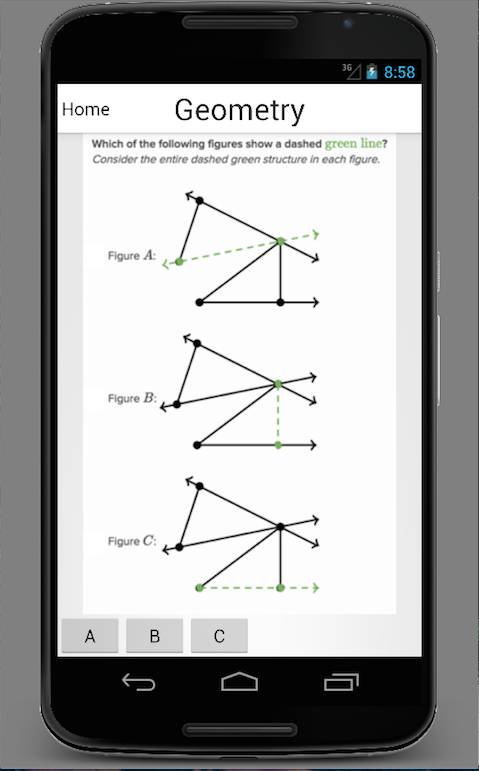 3G 8:58
Home Geometry
Which of the following figures show a dashed green line?
Consider the entire dashed green structure in each figure.
Figure A:
Figure B:
Figure C:
A B C